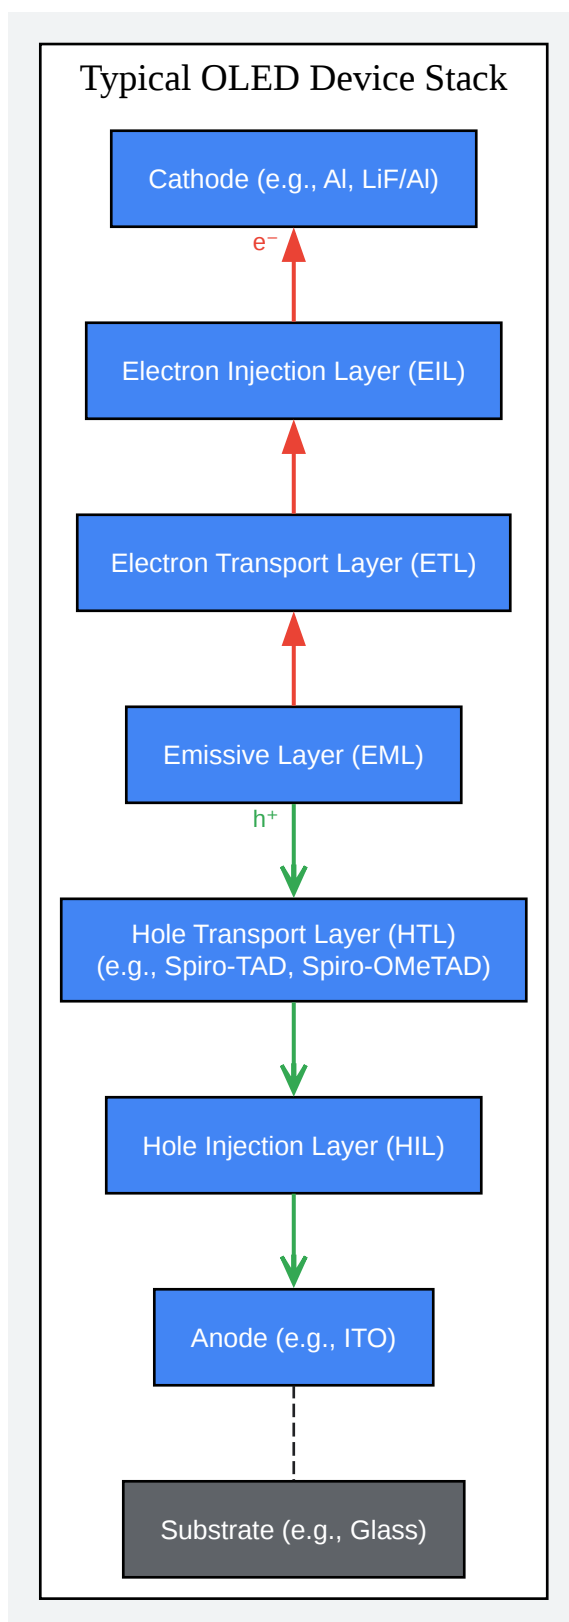 Typical OLED Device Stack
Cathode (e.g., Al, LiF/Al)
e⁻
Electron Injection Layer (EIL)
Electron Transport Layer (ETL)
Emissive Layer (EML)
h⁺
Hole Transport Layer (HTL)
(e.g., Spiro-TAD, Spiro-OMeTAD)
Hole Injection Layer (HIL)
Anode (e.g., ITO)
Substrate (e.g., Glass)